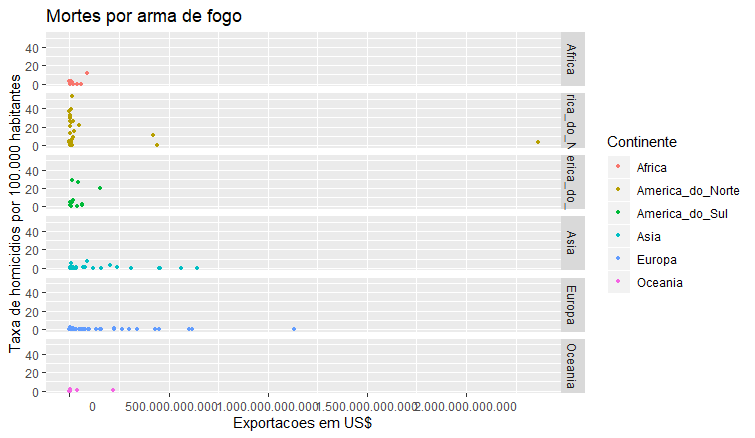 Mortes por arma de fogo
Taxa de homicidios por 100.000 habitantes
40
20
0
Africa
40
20
0
rica_do_N
40
20
0
erica_do_
40
20
0
Asia
40
20
0
Europa
40
20
0
Oceania
0 500.000.000.000 1.000.000.000.000 1.500.000.000.000 2.000.000.000.000
Exportacoes em US$
Continente
Africa
America_do_Norte
America_do_Sul
Asia
Europa
Oceania